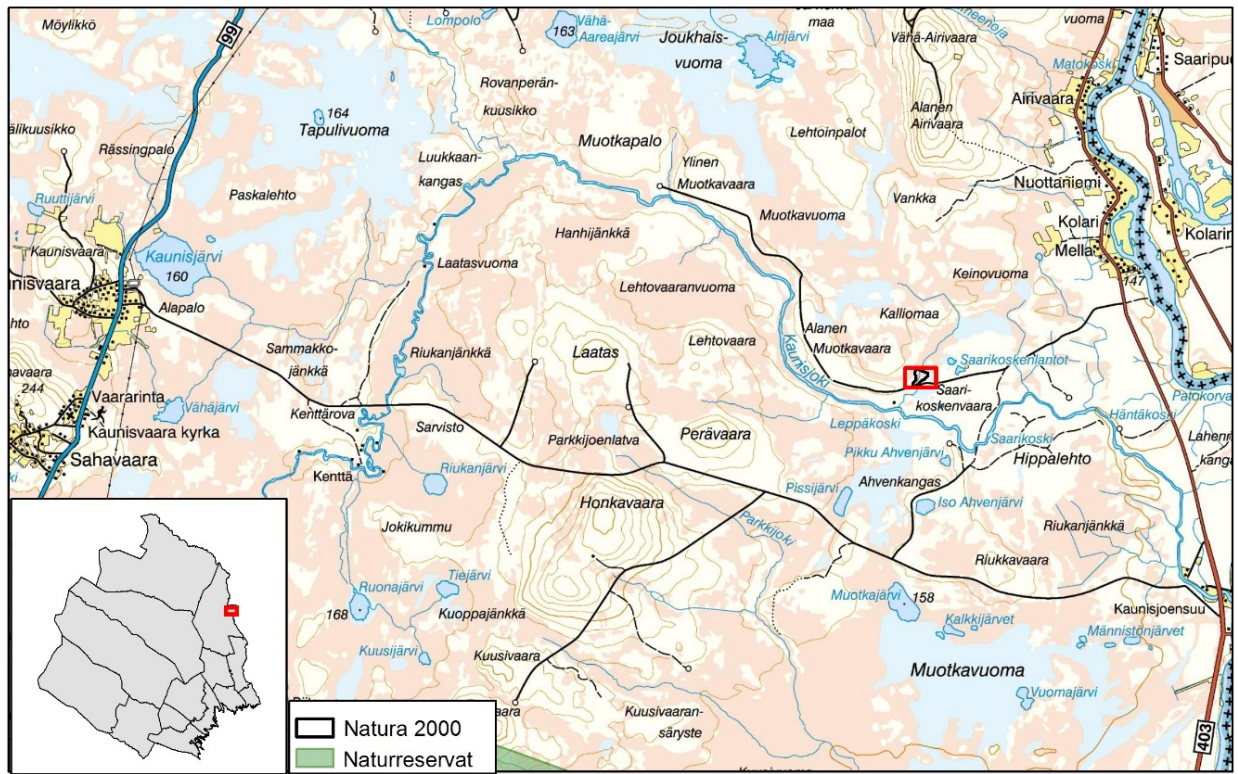 Möylikkö
99
Lompolo
163
Vähä-
Aareajärvi
Joukhais-
vuoma
Airijärvi
maa
Vähä-Airivaara
vuoma
Saaripu
Matokoski
Rovanperän-
kuusikko
164
Tapulivuoma
älikuusikko
Rässingpalo
Muotkapalo
Lehtoinpalot
Alanen
Airivaara
Airivaara
Luukkaan-
kangas
Ylinen
Muotkavaara
Paskalehto
Vankka
Nuottaniemi
Ruuttijärvi
Kolari
Kolarin
Muotkavuoma
Hanhijänkkä
Kaunisvaara
Kaunisjärvi
160
Mella
147
Laatasvuoma
Keinovuoma
nisvaara
Lehtovaaranvuoma
Alapalo
Kalliomaa
Alanen
Muotkavaara
Sammakko-
jänkkä
Riukanjänkkä
Laatas
Lehtovaara
Kaunisjoki
Saarikoskenlantot
avaara
244
Vaararinta
Saari-
koskenvaara
Patokorva
Vähäjärvi
Kenttärova
Leppäkoski
Häntäkoski
Kaunisvaara kyrka
Sarvisto
Parkkijoenlatva
Perävaara
Saarikoski
Lahenr
kanga
Sahavaara
Pikku Ahvenjärvi
Hippalehto
Kenttä
Riukanjärvi
Ahvenkangas
Pissijärvi
Honkavaara
Iso Ahvenjärvi
Jokikummu
Parkkijoki
Riukanjänkkä
Riukkavaara
Ruonajärvi
Tiejärvi
168
Kuoppajänkkä
Muotkajärvi
158
Kaunisjoensuu
Kalkkijärvet
Männistönjärvet
Kuusijärvi
Kuusivaara
Muotkavuoma
Vuomajärvi
Kuusivaaran-
säryste
403
Natura 2000
Naturreservat